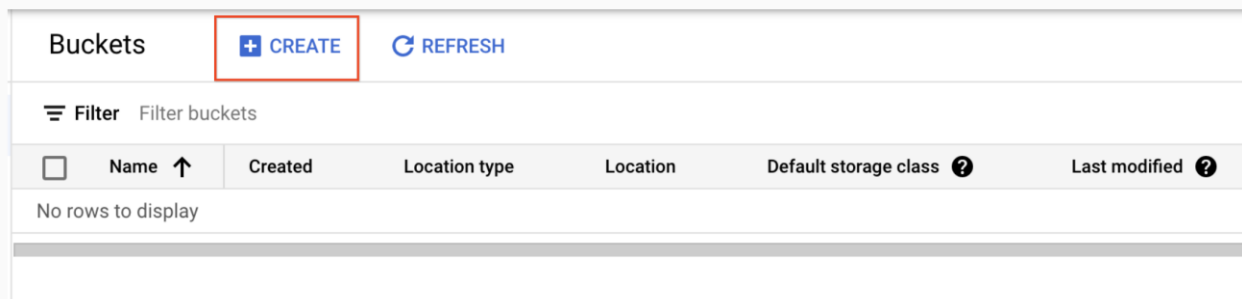 Buckets CREATE REFRESH
Filter Filter buckets
Name Created Location type Location Default storage class Last modified
No rows to display